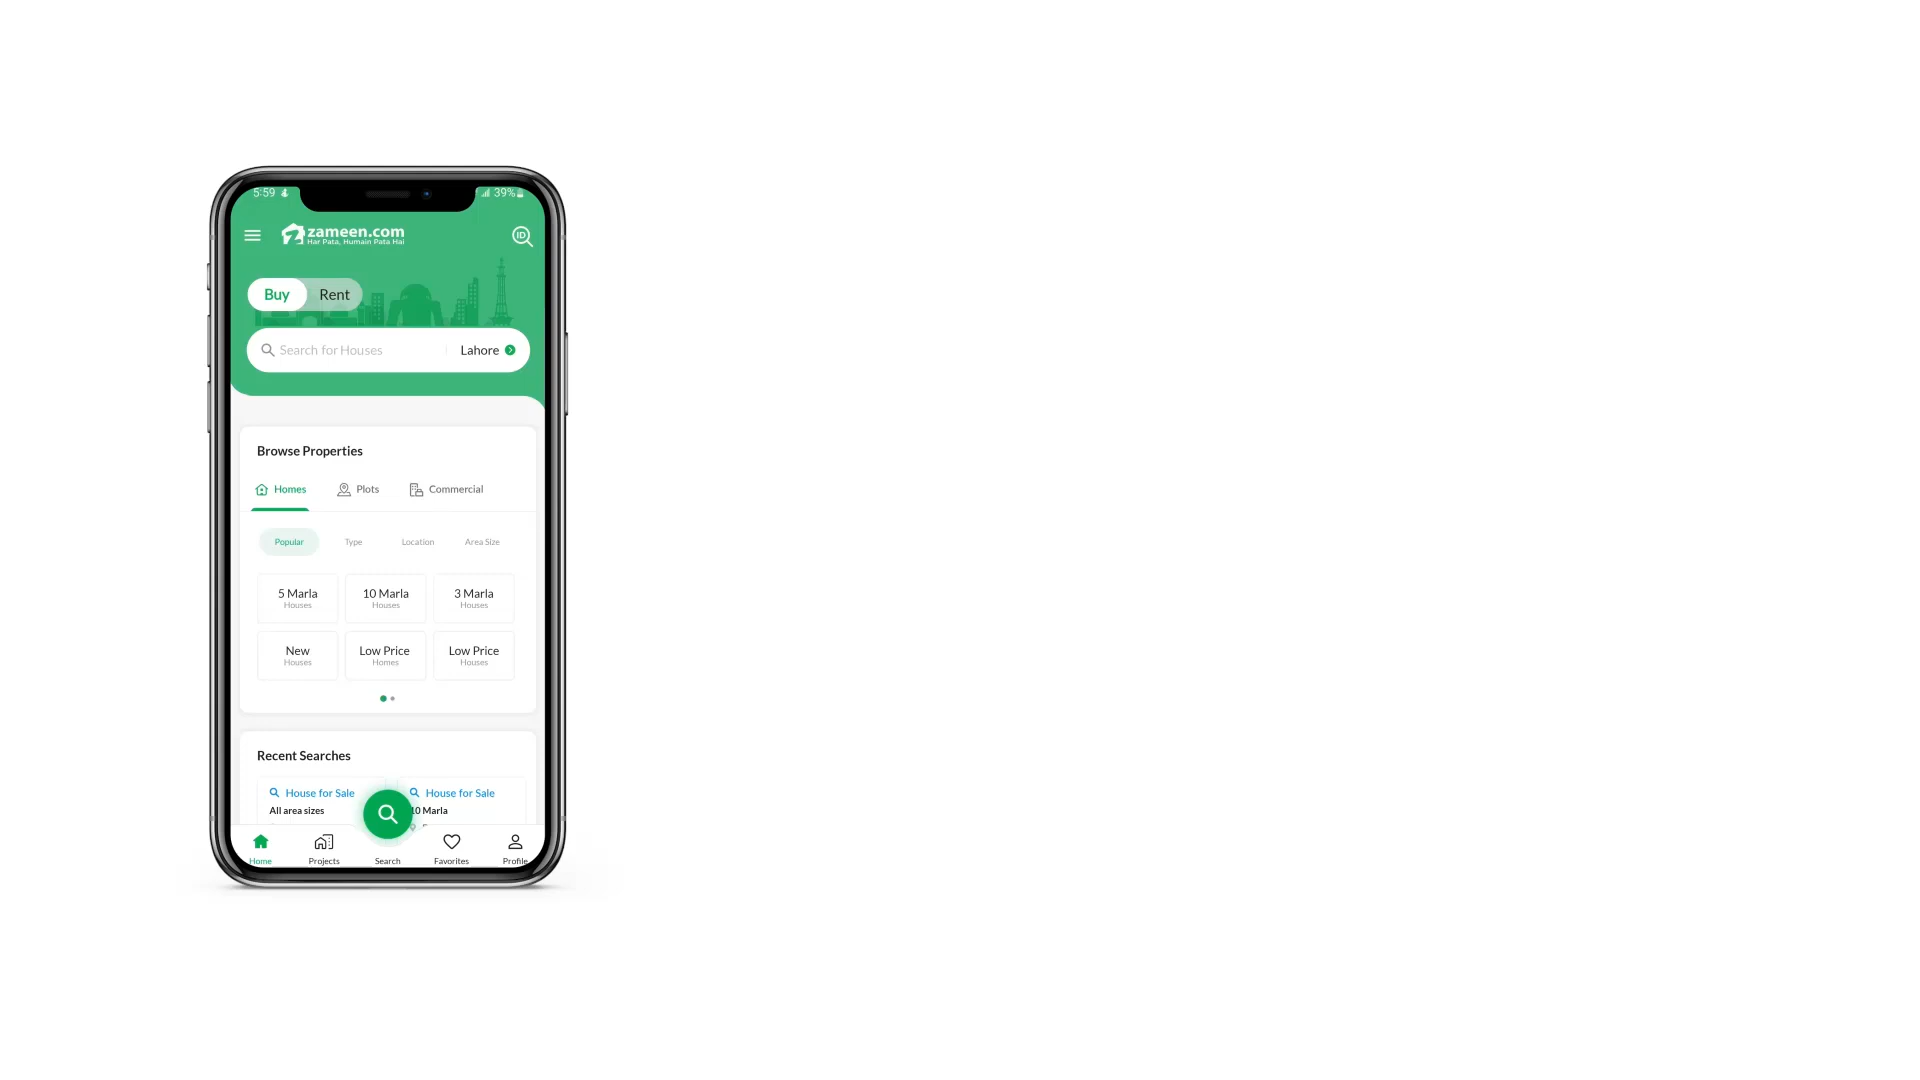 5:59
39%
zameen.com
Har Pata, Humain Pata Hai
ID
Buy
Rent
Search for Houses
Lahore
Browse Properties
Homes
Plots
Commercial
Popular
Type
Location
Area Size
5 Marla
Houses
10 Marla
Houses
3 Marla
Houses
New
Houses
Low Price
Homes
Low Price
Houses
Recent Searches
House for Sale
All area sizes
House for Sale
10 Marla
Home
Projects
Search
Favorites
Profile